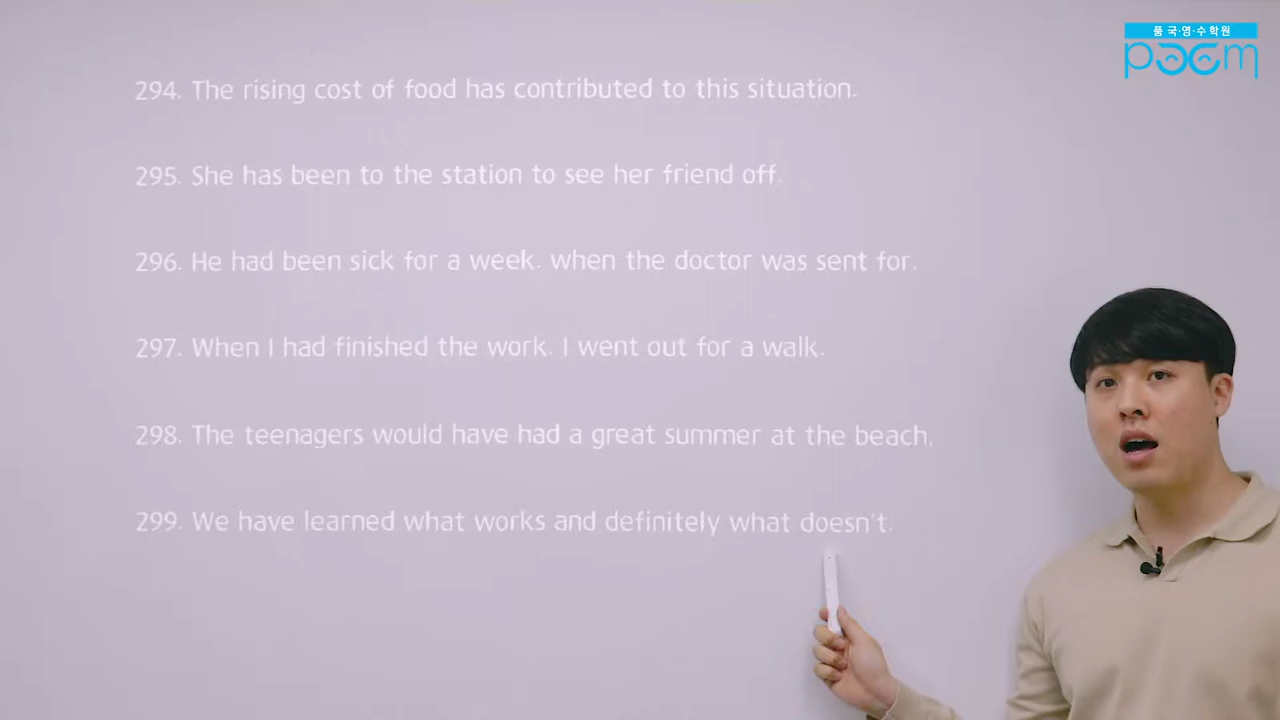 품 국·영·수 학원
poem
294. The rising cost of food has contributed to this situation.
295. She has been to the station to see her friend off.
296. He had been sick for a week. when the doctor was sent for.
297. When I had finished the work. I went out for a walk.
298. The teenagers would have had a great summer at the beach.
299. We have learned what works and definitely what doesn't.